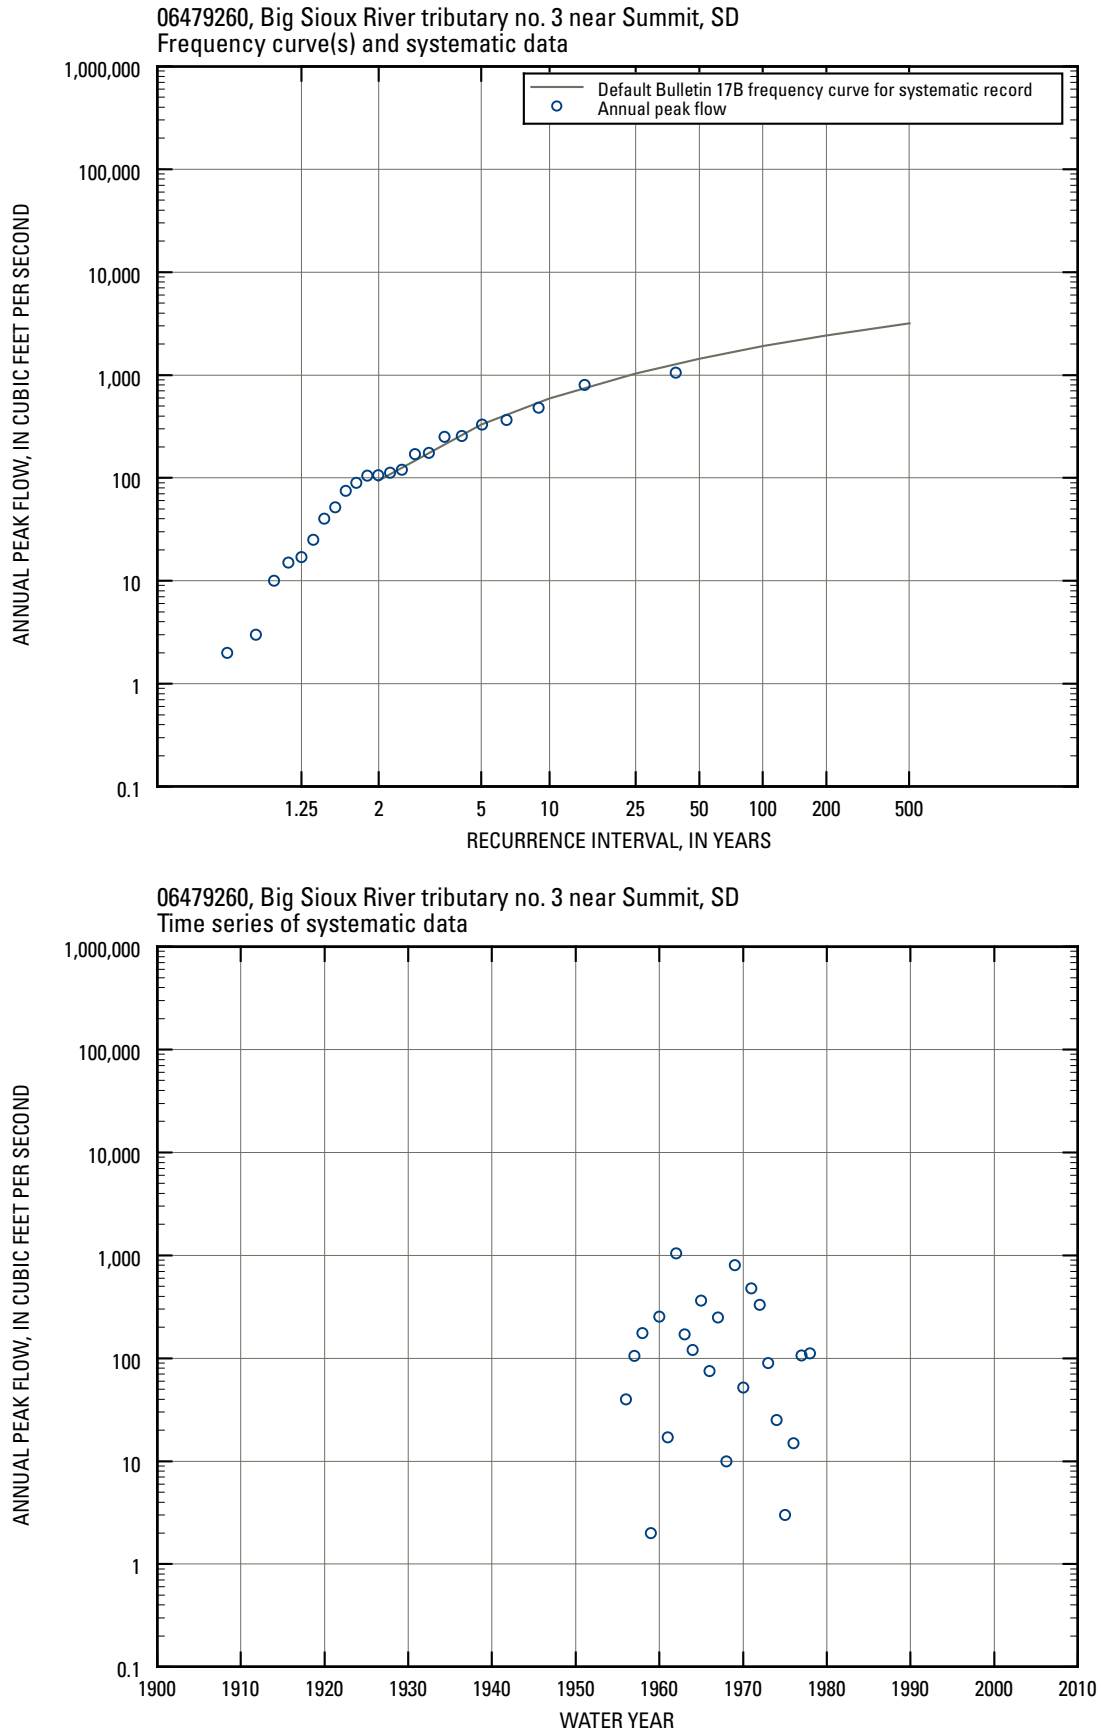 06479260, Big Sioux River tributary no. 3 near Summit, SD
Frequency curve(s) and systematic data
1,000,000
100,000
10,000
1,000
100
10
1
0.1
ANNUAL PEAK FLOW, IN CUBIC FEET PER SECOND
Default Bulletin 17B frequency curve for systematic record
Annual peak flow
1.25 2 5 10 25 50 100 200 500
RECURRENCE INTERVAL, IN YEARS
06479260, Big Sioux River tributary no. 3 near Summit, SD
Time series of systematic data
1,000,000
100,000
10,000
1,000
100
10
1
0.1
ANNUAL PEAK FLOW, IN CUBIC FEET PER SECOND
1900 1910 1920 1930 1940 1950 1960 1970 1980 1990 2000 2010
WATER YEAR